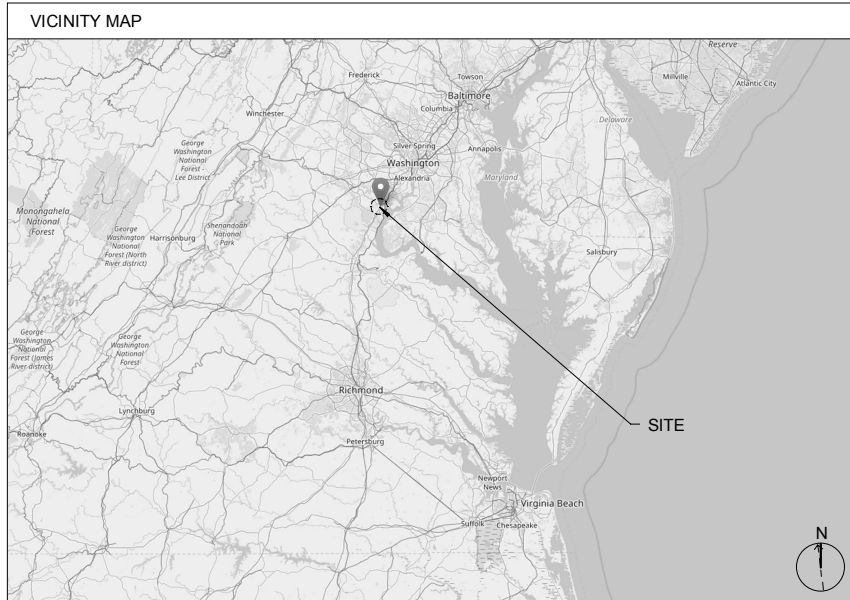 VICINITY MAP
Reserve
Frederick
Towson
Millville
Atlantic City
Baltimore
Columbia
Winchester
Delaware
George
Washington
National
Forest -
Lee District
Silver Spring
Annapolis
Washington
Alexandria
Maryland
Monongahela
National
Forest
Shenandoah
National
Park
George
Washington
National
Forest (North
River district)
Harrisonburg
Salisbury
George
Washington
National
Forest (James
River district)
George
Washington
National
Forest
Richmond
Lynchburg
SITE
Roanoke
Petersburg
Newport
News
Virginia Beach
Suffolk
Chesapeake
N